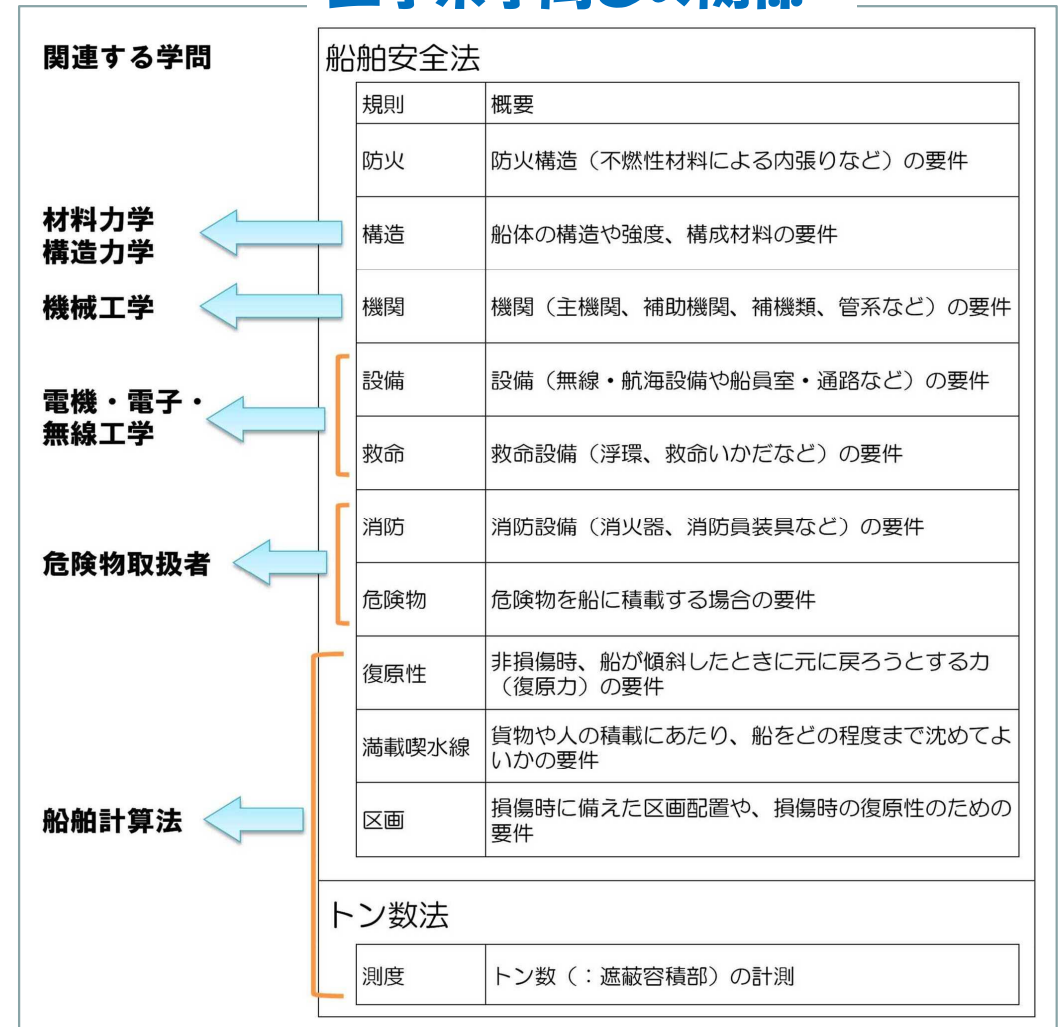 関連する学問
船舶安全法
規則 概要
防火 防火構造（不燃性材料による内張りなど）の要件
材料力学
構造力学
構造 船体の構造や強度、構成材料の要件
機械工学
機関 機関（主機関、補助機関、補機類、管系など）の要件
電機・電子・
無線工学
設備 設備（無線・航海設備や船員室・通路など）の要件
救命 救命設備（浮環、救命いかだなど）の要件
危険物取扱者
消防 消防設備（消火器、消防員装具など）の要件
危険物 危険物を船に積載する場合の要件
船舶計算法
復原性 非損傷時、船が傾斜したときに元に戻ろうとする力
（復原力）の要件
満載喫水線 貨物や人の積載にあたり、船をどの程度まで沈めてよ
いかの要件
区画 損傷時に備えた区画配置や、損傷時の復原性のための
要件
トン数法
測度 トン数（：遮蔽容積部）の計測